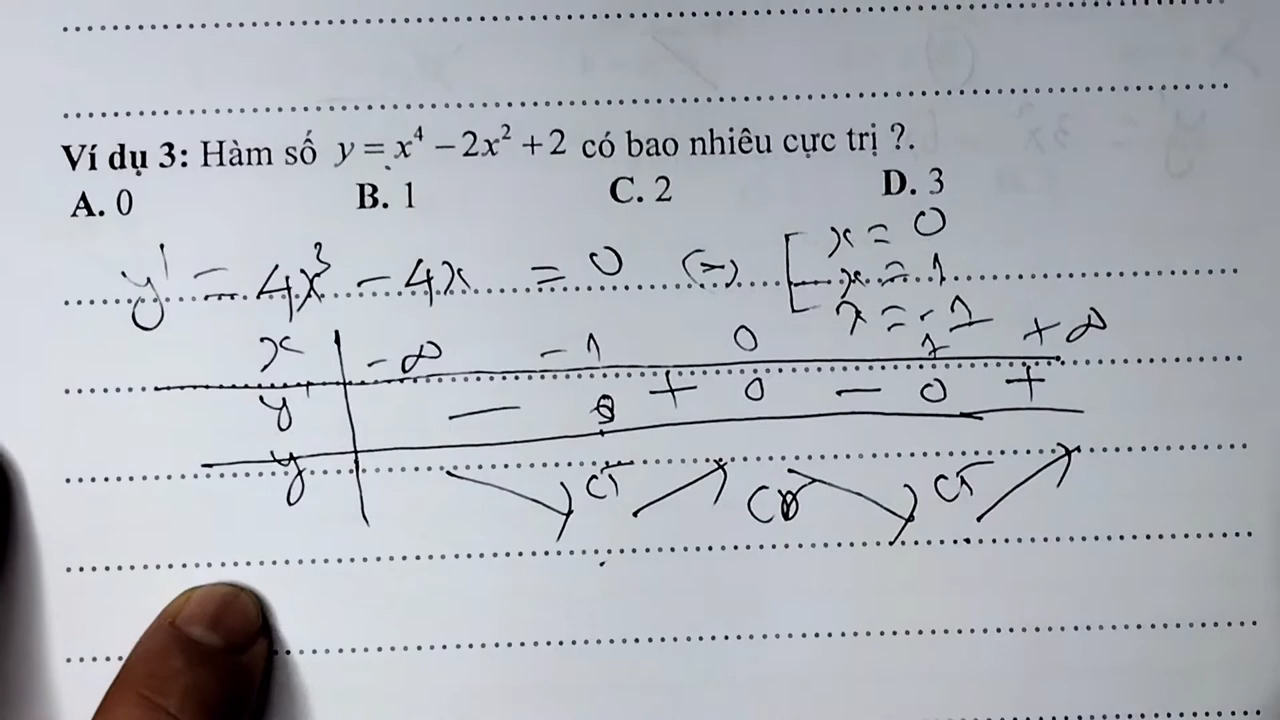 Ví dụ 3: Hàm số y = x⁴ − 2x² + 2 có bao nhiêu cực trị ?.
A. 0 B. 1 C. 2 D. 3
x = 0
y' = 4x³ − 4x = 0 (=) x = 1
x = -1
x -∞ -1 0 1 +∞
y' − 0 + 0 − 0 +
y CT CĐ CT